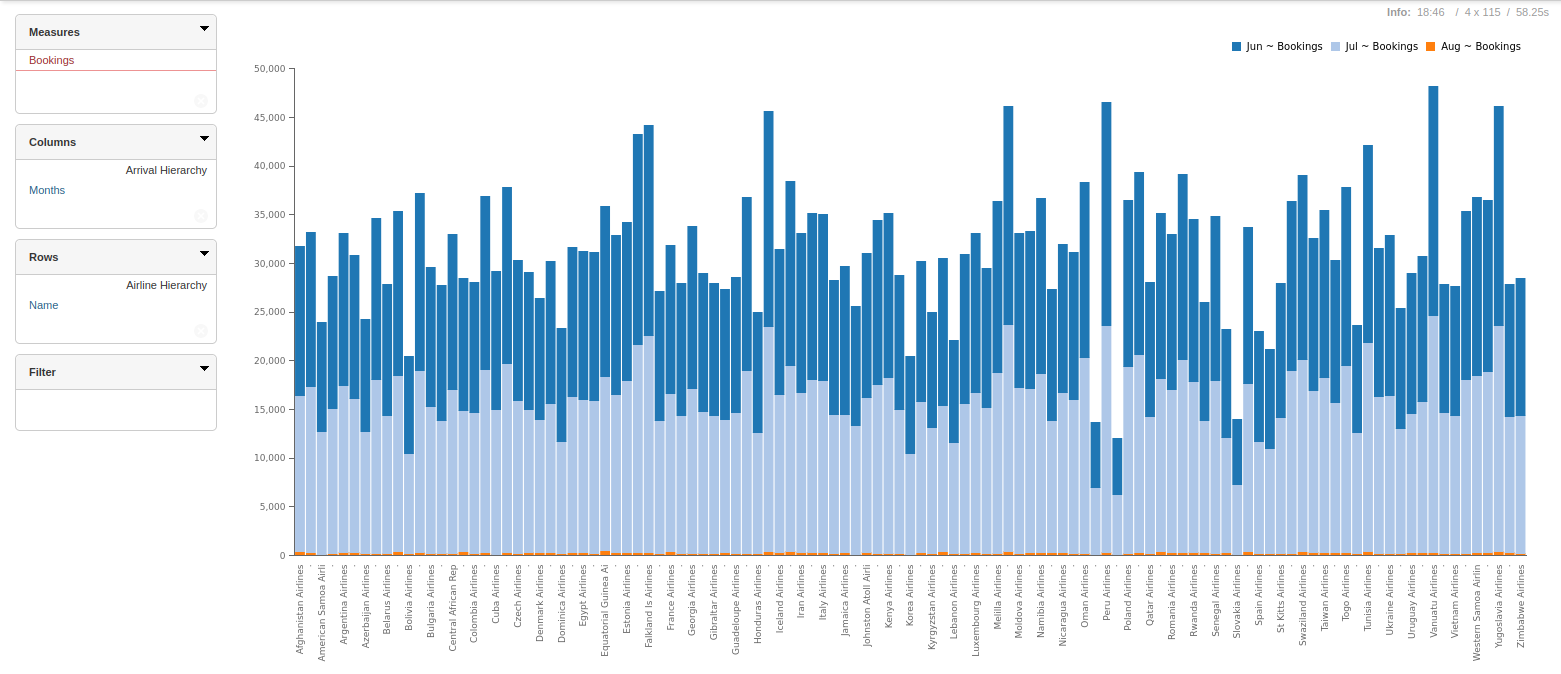 Info: 18:46 / 4 x 115 / 58.25s
Measures
Bookings
Columns
Arrival Hierarchy
Months
Rows
Airline Hierarchy
Name
Filter
Jun ~ Bookings
Jul ~ Bookings
Aug ~ Bookings
50,000
45,000
40,000
35,000
30,000
25,000
20,000
15,000
10,000
5,000
0
Afghanistan Airlines
American Samoa Airli
Argentina Airlines
Azerbaijan Airlines
Belarus Airlines
Bolivia Airlines
Bulgaria Airlines
Central African Rep
Colombia Airlines
Cuba Airlines
Czech Airlines
Denmark Airlines
Dominica Airlines
Egypt Airlines
Equatorial Guinea Ai
Estonia Airlines
Falkland Is Airlines
France Airlines
Georgia Airlines
Gibraltar Airlines
Guadeloupe Airlines
Honduras Airlines
Iceland Airlines
Iran Airlines
Italy Airlines
Jamaica Airlines
Johnston Atoll Airli
Kenya Airlines
Korea Airlines
Kyrgyzstan Airlines
Lebanon Airlines
Luxembourg Airlines
Melilla Airlines
Moldova Airlines
Namibia Airlines
Nicaragua Airlines
Oman Airlines
Peru Airlines
Poland Airlines
Qatar Airlines
Romania Airlines
Rwanda Airlines
Senegal Airlines
Slovakia Airlines
Spain Airlines
St Kitts Airlines
Swaziland Airlines
Taiwan Airlines
Togo Airlines
Tunisia Airlines
Ukraine Airlines
Uruguay Airlines
Vanuatu Airlines
Vietnam Airlines
Western Samoa Airlin
Yugoslavia Airlines
Zimbabwe Airlines